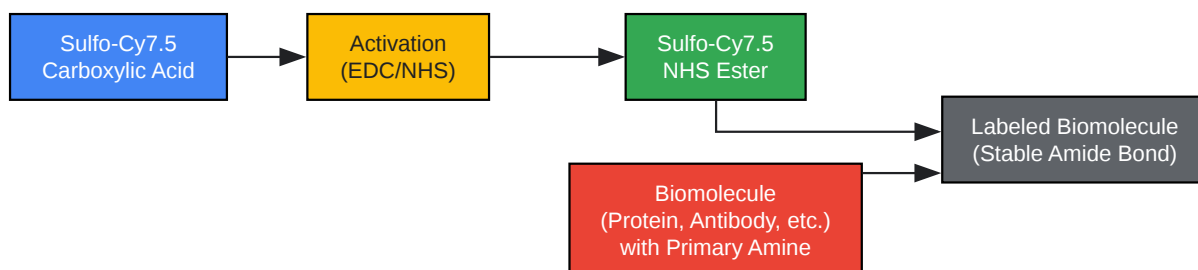 Sulfo-Cy7.5
Carboxylic Acid
Activation
(EDC/NHS)
Sulfo-Cy7.5
NHS Ester
Labeled Biomolecule
(Stable Amide Bond)
Biomolecule
(Protein, Antibody, etc.)
with Primary Amine